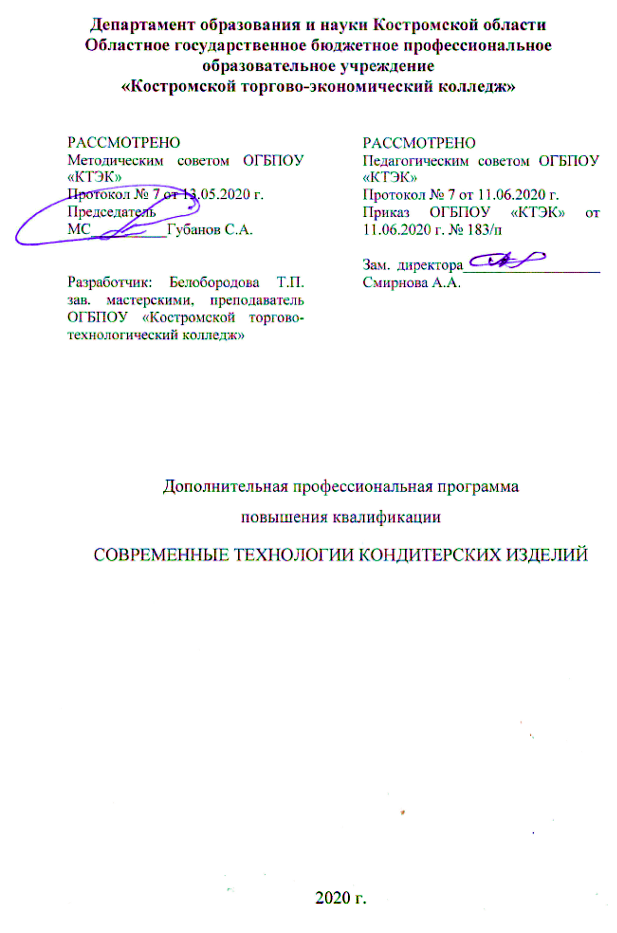 Департамент образования и науки Костромской области
Областное государственное бюджетное профессиональное
образовательное учреждение
«Костромской торгово-экономический колледж»
РАССМОТРЕНО
Методическим советом ОГБПОУ
«КТЭК»
Протокол № 7 от 13.05.2020 г.
Председатель
МС__________Губанов С.А.
Разработчик: Белобородова Т.П.
зав. мастерскими, преподаватель
ОГБПОУ «Костромской торгово-
технологический колледж»
РАССМОТРЕНО
Педагогическим советом ОГБПОУ
«КТЭК»
Протокол № 7 от 11.06.2020 г.
Приказ ОГБПОУ «КТЭК» от
11.06.2020 г. № 183/п
Зам. директора__________________
Смирнова А.А.
Дополнительная профессиональная программа
повышения квалификации
СОВРЕМЕННЫЕ ТЕХНОЛОГИИ КОНДИТЕРСКИХ ИЗДЕЛИЙ
2020 г.